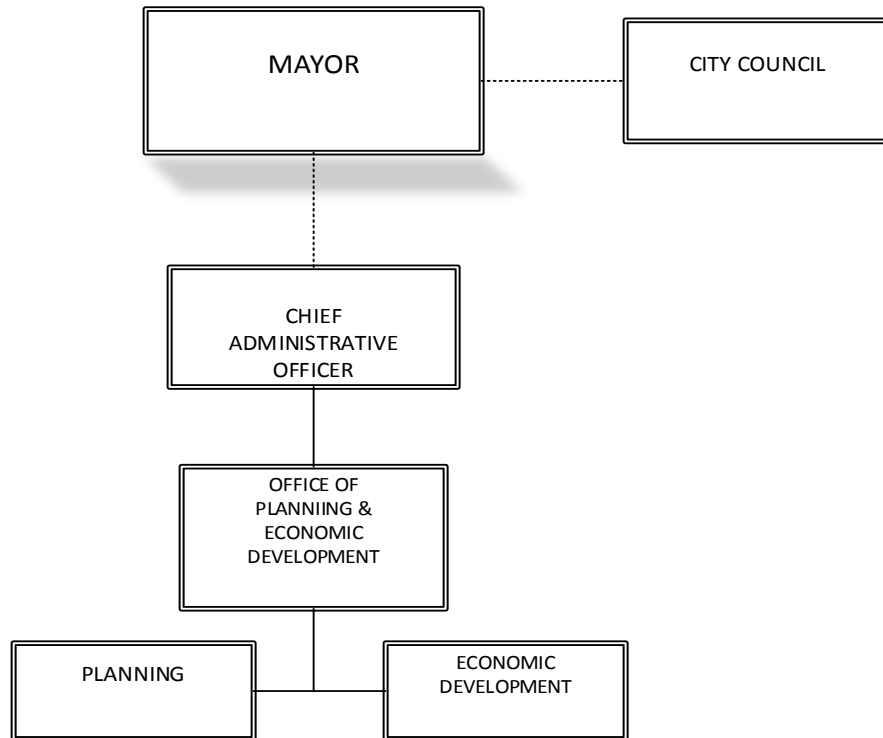 MAYOR
CITY COUNCIL
CHIEF
ADMINISTRATIVE
OFFICER
OFFICE OF
PLANNIING &
ECONOMIC
DEVELOPMENT
PLANNING
ECONOMIC
DEVELOPMENT